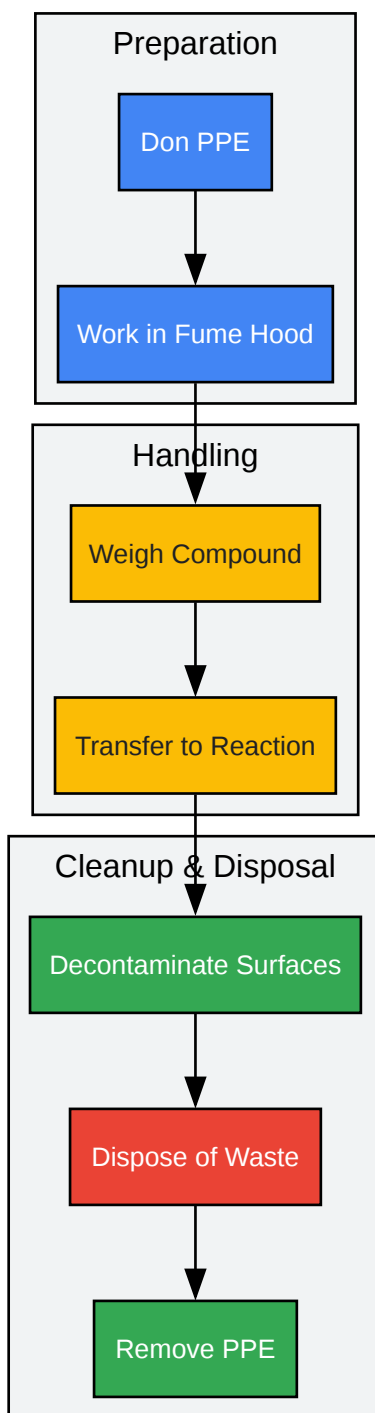 Preparation
Don PPE
Work in Fume Hood
Handling
Weigh Compound
Transfer to Reaction
Cleanup & Disposal
Decontaminate Surfaces
Dispose of Waste
Remove PPE